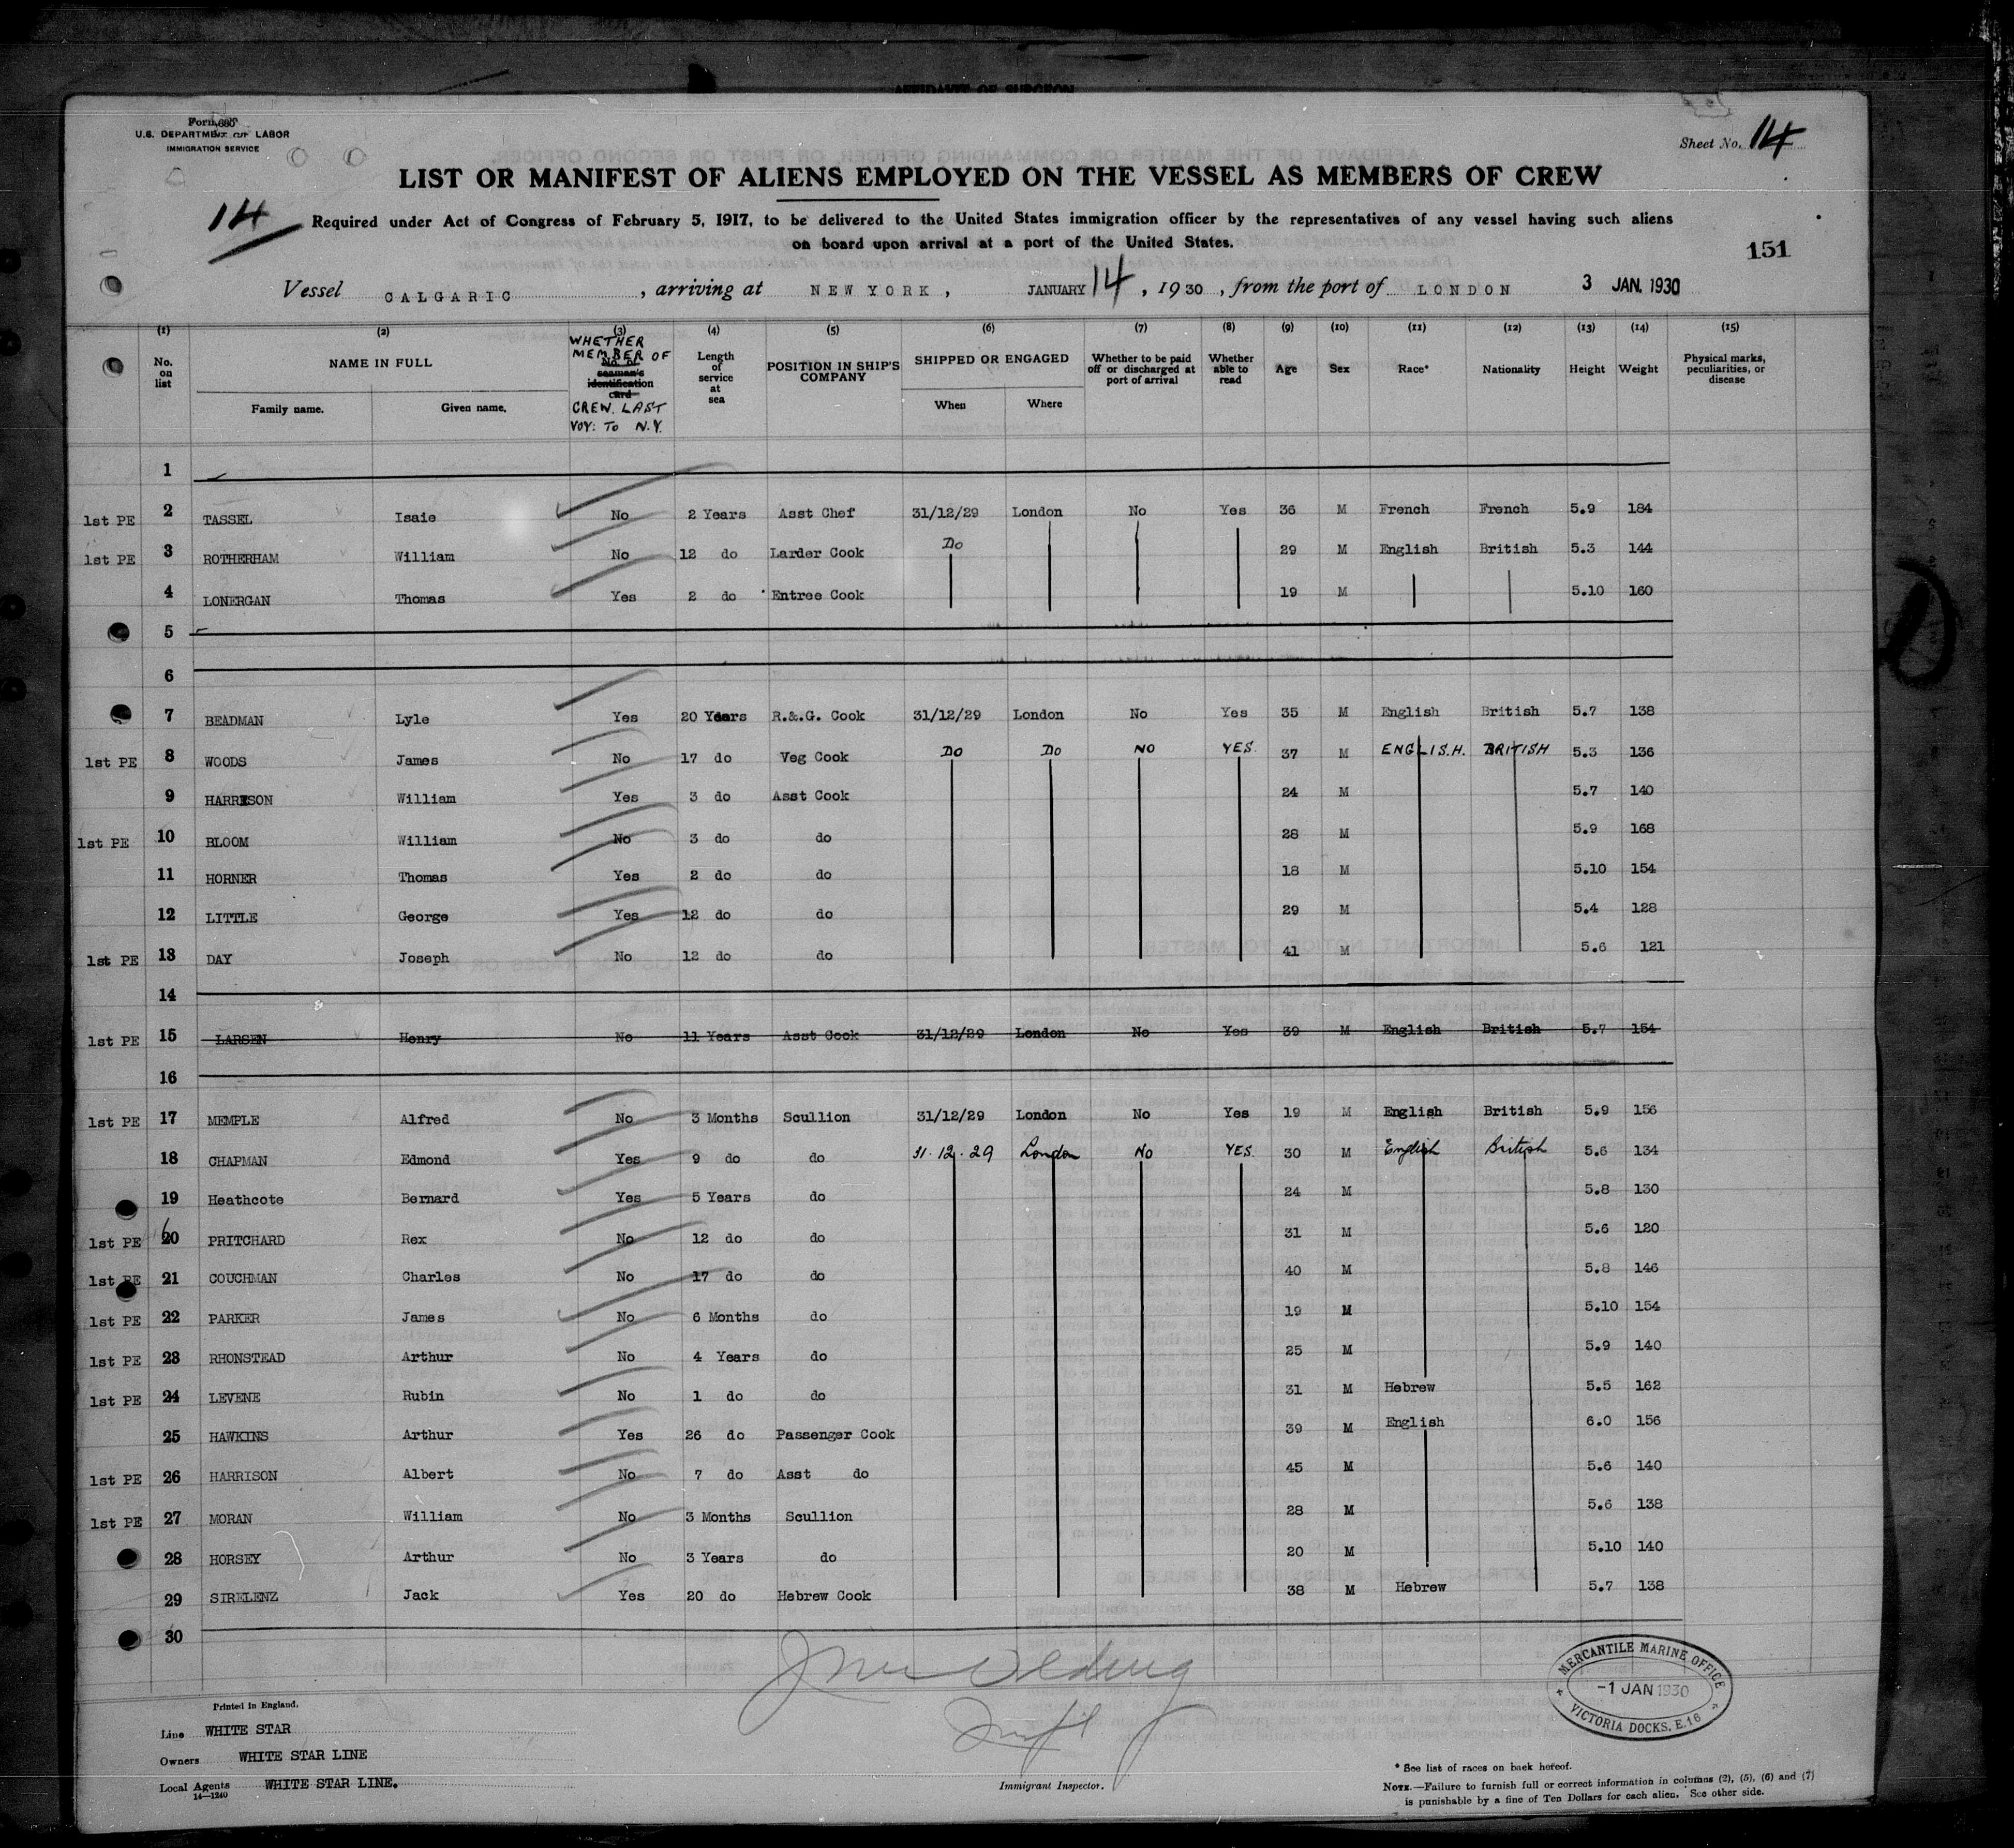 Form 680
U.S. DEPARTMENT OF LABOR
IMMIGRATION SERVICE
Sheet No. 14
LIST OR MANIFEST OF ALIENS EMPLOYED ON THE VESSEL AS MEMBERS OF CREW
14
Required under Act of Congress of February 5, 1917, to be delivered to the United States immigration officer by the representatives of any vessel having such aliens
on board upon arrival at a port of the United States.
151
Vessel CALGARIC, arriving at NEW YORK, JANUARY 14, 1930, from the port of LONDON 3 JAN. 1930
(1) (2) (3) (4) (5) (6) (7) (8) (9) (10) (11) (12) (13) (14) (15)
No. on list
NAME IN FULL
Family name. Given name.
WHETHER MEMBER OF CREW. LAST VOY: TO N.Y.
No. of seaman's identification card
Length of service at sea
POSITION IN SHIP'S COMPANY
SHIPPED OR ENGAGED
When Where
Whether to be paid off or discharged at port of arrival
Whether able to read
Age Sex Race* Nationality Height Weight
Physical marks, peculiarities, or disease
1
1st PE 2 TASSEL Isaie No 2 Years Asst Chef 31/12/29 London No Yes 36 M French French 5.9 184
1st PE 3 ROTHERHAM William No 12 do Larder Cook Do 29 M English British 5.3 144
4 LONERGAN Thomas Yes 2 do Entree Cook 19 M 5.10 160
5
6
7 BEADMAN Lyle Yes 20 Years R.&.G. Cook 31/12/29 London No Yes 35 M English British 5.7 138
1st PE 8 WOODS James No 17 do Veg Cook Do Do NO YES. 37 M ENGLISH. BRITISH 5.3 136
9 HARRISON William Yes 3 do Asst Cook 24 M 5.7 140
1st PE 10 BLOOM William No 3 do do 28 M 5.9 168
11 HORNER Thomas Yes 2 do do 18 M 5.10 154
12 LITTLE George Yes 12 do do 29 M 5.4 128
1st PE 13 DAY Joseph No 12 do do 41 M 5.6 121
14
1st PE 15 LARSEN Henry No 11 Years Asst Cook 31/12/29 London No Yes 39 M English British 5.7 154
16
1st PE 17 MEMPLE Alfred No 3 Months Scullion 31/12/29 London No Yes 19 M English British 5.9 156
18 CHAPMAN Edmond Yes 9 do do 31.12.29 London No YES. 30 M English British 5.6 134
19 Heathcote Bernard Yes 5 Years do 24 M 5.8 130
1st PE 20 PRITCHARD Rex No 12 do do 31 M 5.6 120
1st PE 21 COUCHMAN Charles No 17 do do 40 M 5.8 146
1st PE 22 PARKER James No 6 Months do 19 M 5.10 154
1st PE 23 RHONSTEAD Arthur No 4 Years do 25 M 5.9 140
1st PE 24 LEVENE Rubin No 1 do do 31 M Hebrew 5.5 162
25 HAWKINS Arthur Yes 26 do Passenger Cook 39 M English 6.0 156
1st PE 26 HARRISON Albert No 7 do Asst do 45 M 5.6 140
1st PE 27 MORAN William No 3 Months Scullion 28 M 5.6 138
28 HORSEY Arthur No 3 Years do 20 M 5.10 140
29 SIRELENZ Jack Yes 20 do Hebrew Cook 38 M Hebrew 5.7 138
30
MERCANTILE MARINE OFFICE
-1 JAN 1930
VICTORIA DOCKS. E.16
Printed in England.
Line WHITE STAR
Owners WHITE STAR LINE
Local Agents WHITE STAR LINE.
14—1240
Immigrant Inspector.
* See list of races on back hereof.
NOTE.—Failure to furnish full or correct information in columns (2), (5), (6) and (7)
is punishable by a fine of Ten Dollars for each alien. See other side.